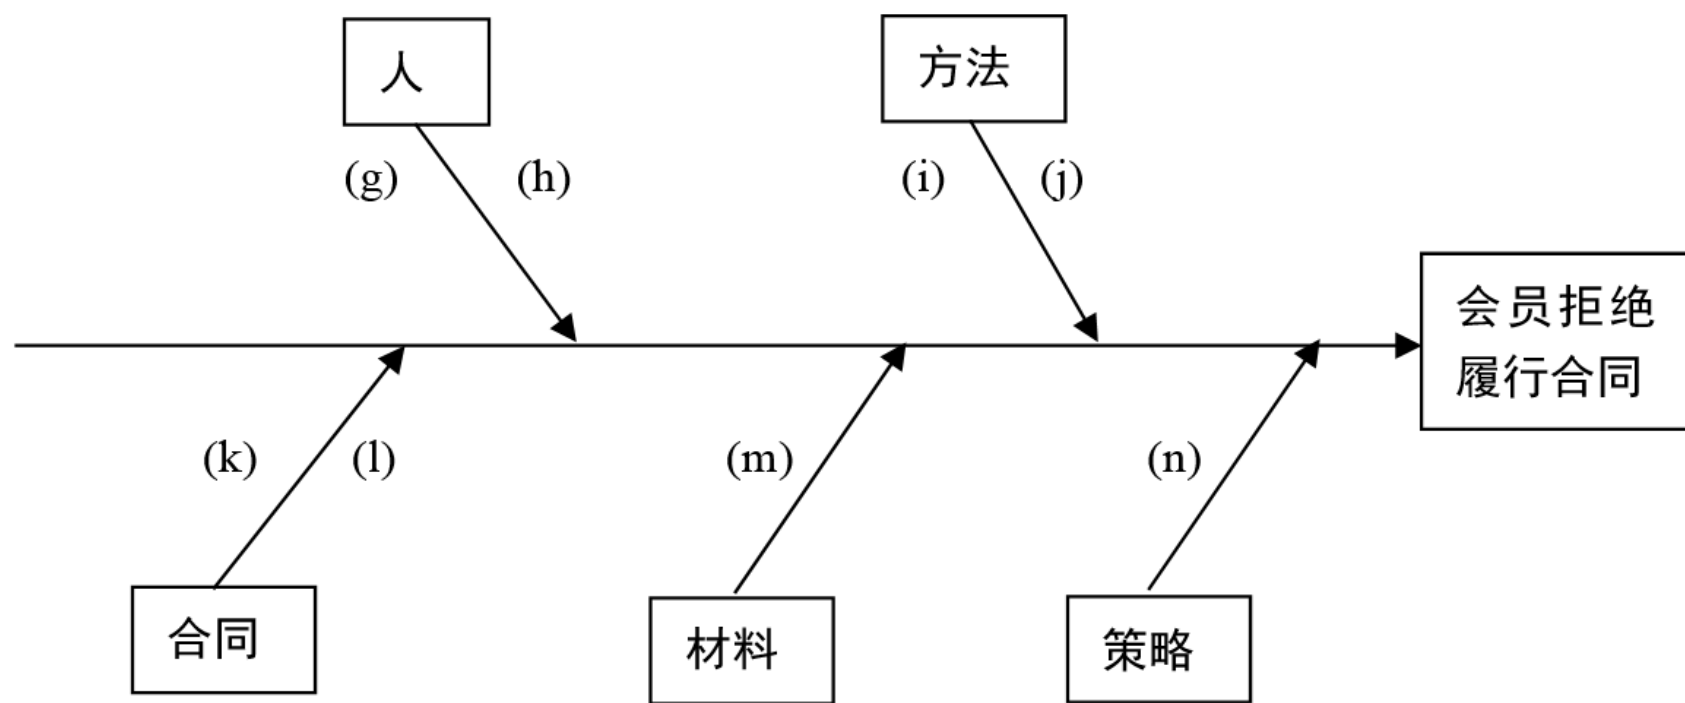 人
方法
(g)
(h)
(i)
(j)
会员拒绝
履行合同
(k)
(l)
(m)
(n)
合同
材料
策略